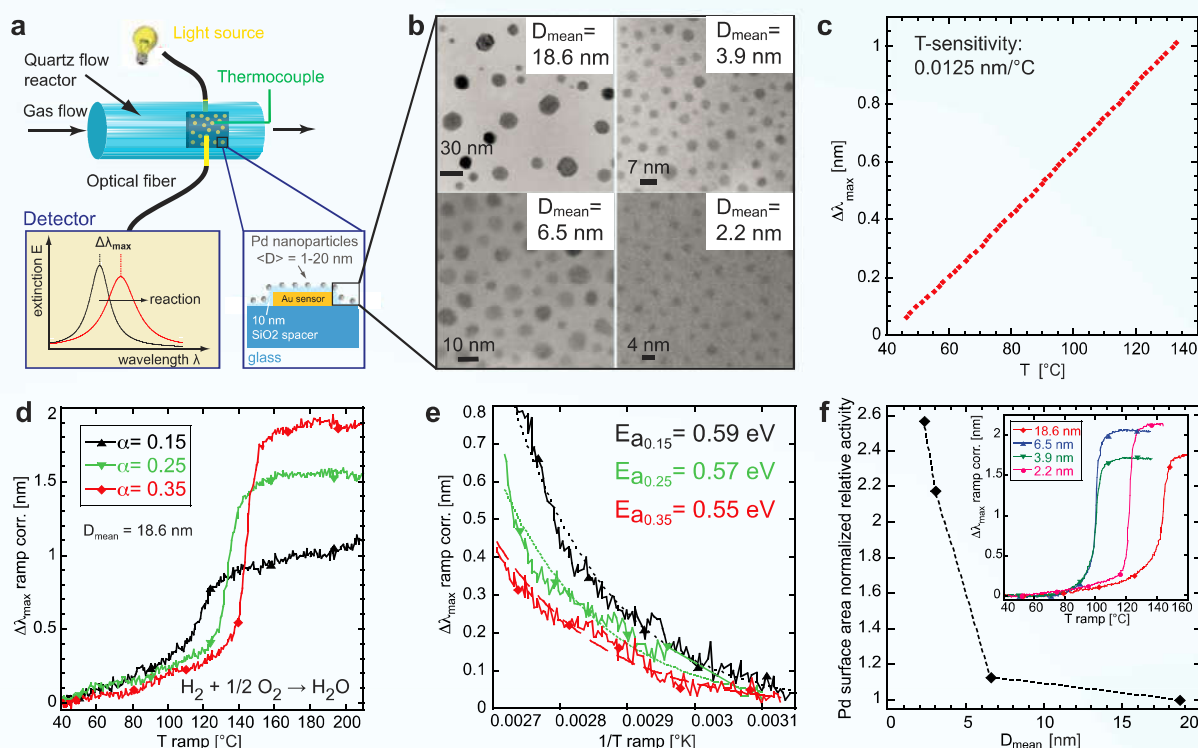 a
Light source
Quartz flow
reactor
Thermocouple
Gas flow
Optical fiber
Detector
Δλmax
extinction E
reaction
wavelength λ
Pd nanoparticles
<D> = 1-20 nm
Au sensor
10 nm
SiO2 spacer
glass
b
Dmean=
18.6 nm
30 nm
Dmean=
3.9 nm
7 nm
Dmean=
6.5 nm
10 nm
Dmean=
2.2 nm
4 nm
c
T-sensitivity:
0.0125 nm/°C
Δλmax [nm]
1
0.8
0.6
0.4
0.2
0
40 60 80 100 120 140
T [°C]
d
α= 0.15
α= 0.25
α= 0.35
Dmean = 18.6 nm
H2 + 1/2 O2 → H2O
Δλmax ramp corr. [nm]
2
1.5
1
0.5
0
40 60 80 100 120 140 160 180 200
T ramp [°C]
e
Ea0.15= 0.59 eV
Ea0.25= 0.57 eV
Ea0.35= 0.55 eV
Δλmax ramp corr. [nm]
0.8
0.7
0.6
0.5
0.4
0.3
0.2
0.1
0
0.0027 0.0028 0.0029 0.003 0.0031
1/T ramp [°K]
f
Pd surface area normalized relative activity
2.6
2.4
2.2
2
1.8
1.6
1.4
1.2
1
0 5 10 15 20
Dmean [nm]
18.6 nm
6.5 nm
3.9 nm
2.2 nm
Δλmax ramp corr. [nm]
2
1.5
1
0.5
0
40 60 80 100 120 140 160
T ramp [°C]